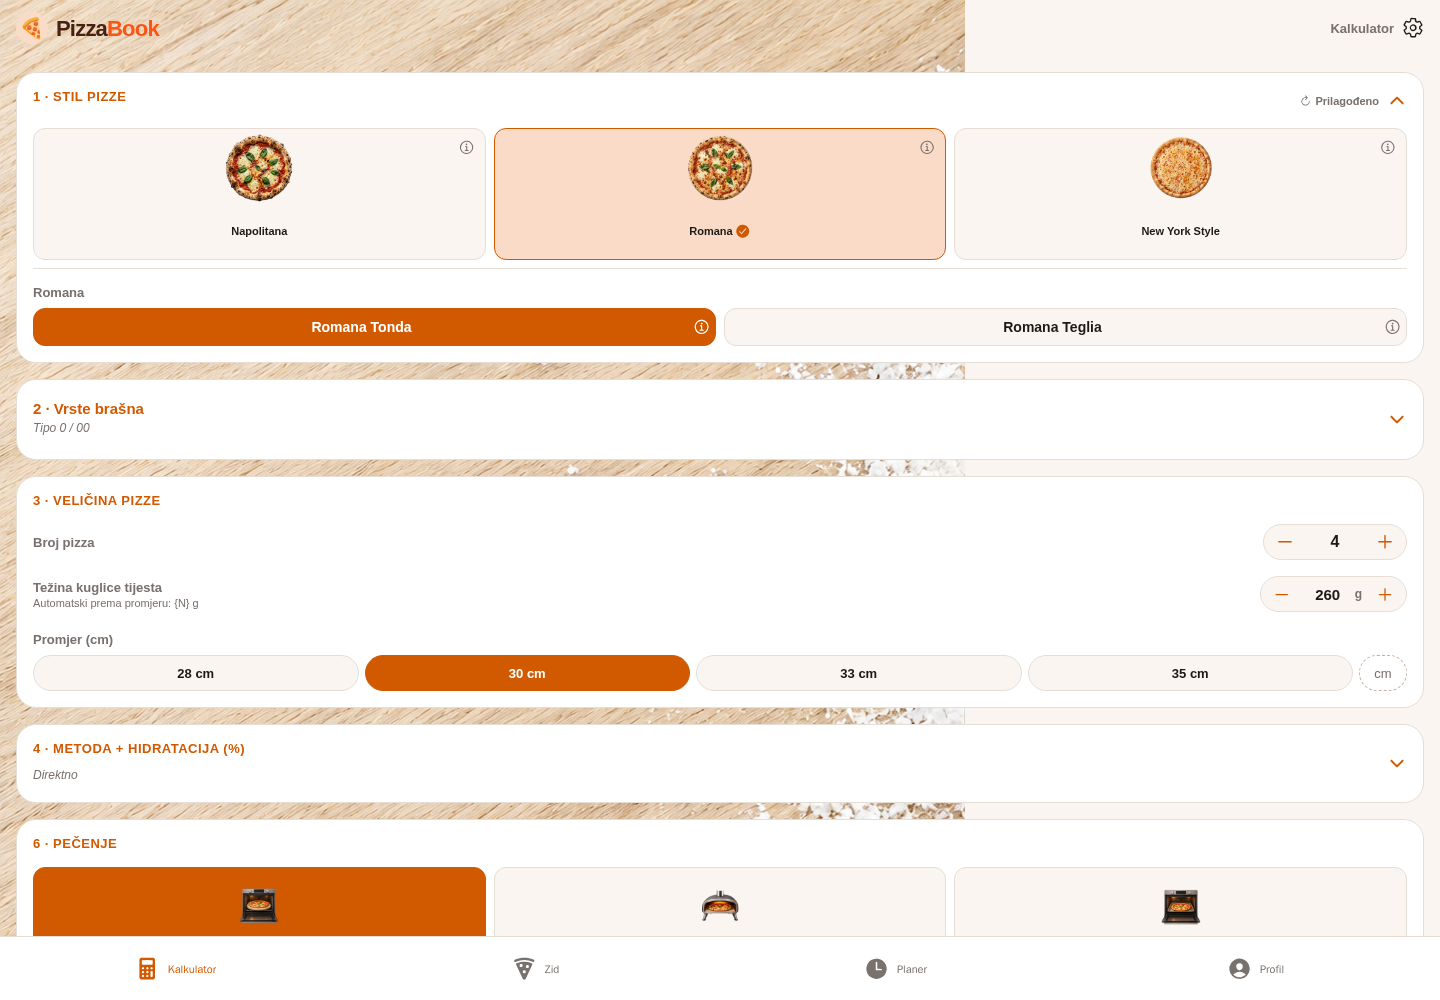 PizzaBook
Kalkulator
1 · STIL PIZZE
Prilagođeno
Napolitana
Romana
New York Style
Romana
Romana Tonda
Romana Teglia
2 · Vrste brašna
Tipo 0 / 00
3 · VELIČINA PIZZE
Broj pizza
4
Težina kuglice tijesta
Automatski prema promjeru: {N} g
260 g
Promjer (cm)
28 cm
30 cm
33 cm
35 cm
cm
4 · METODA + HIDRATACIJA (%)
Direktno
6 · PEČENJE
Kalkulator
Zid
Planer
Profil